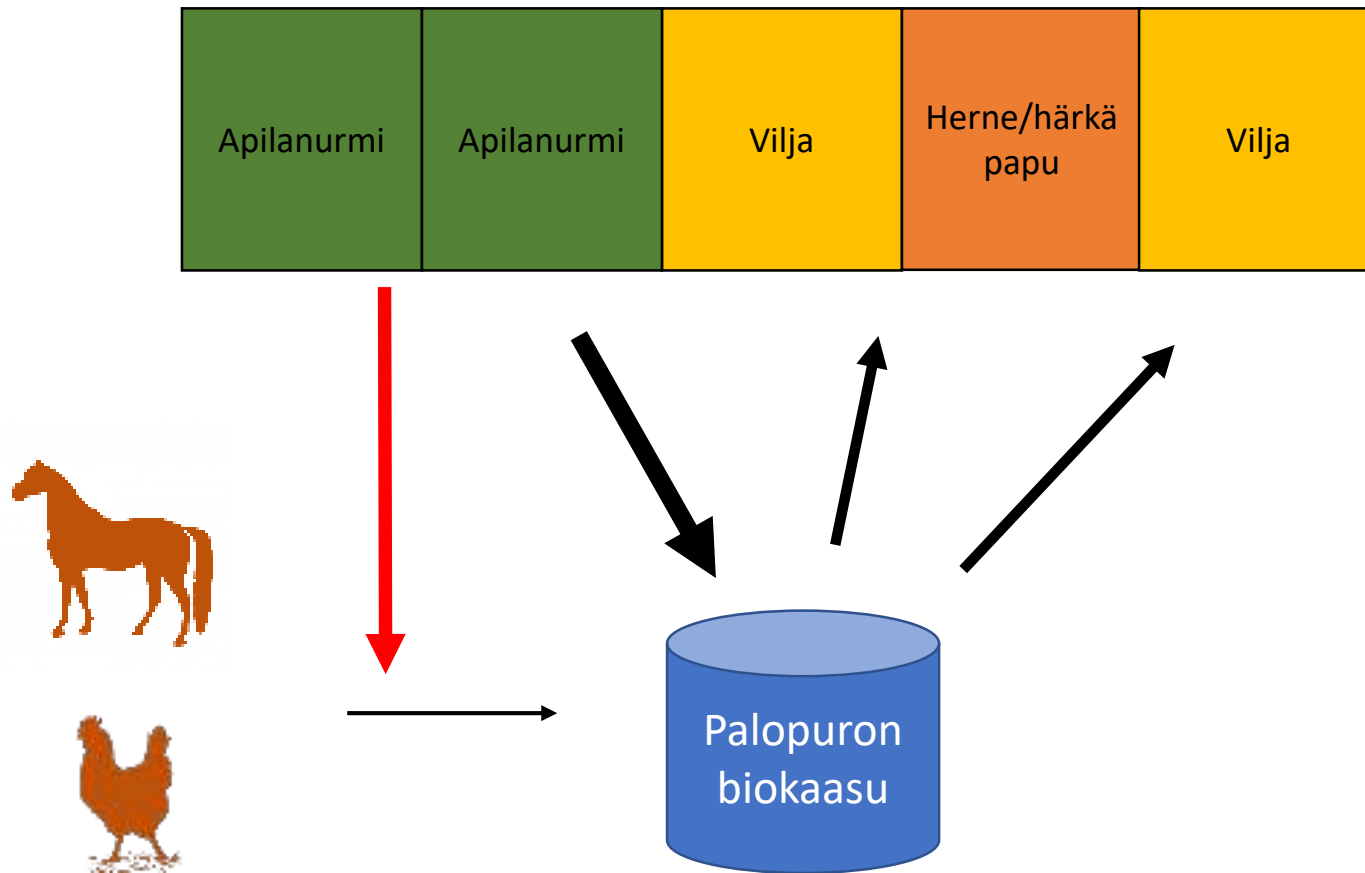 Apilanurmi
Apilanurmi
Vilja
Herne/härkä
papu
Vilja
Palopuron
biokaasu